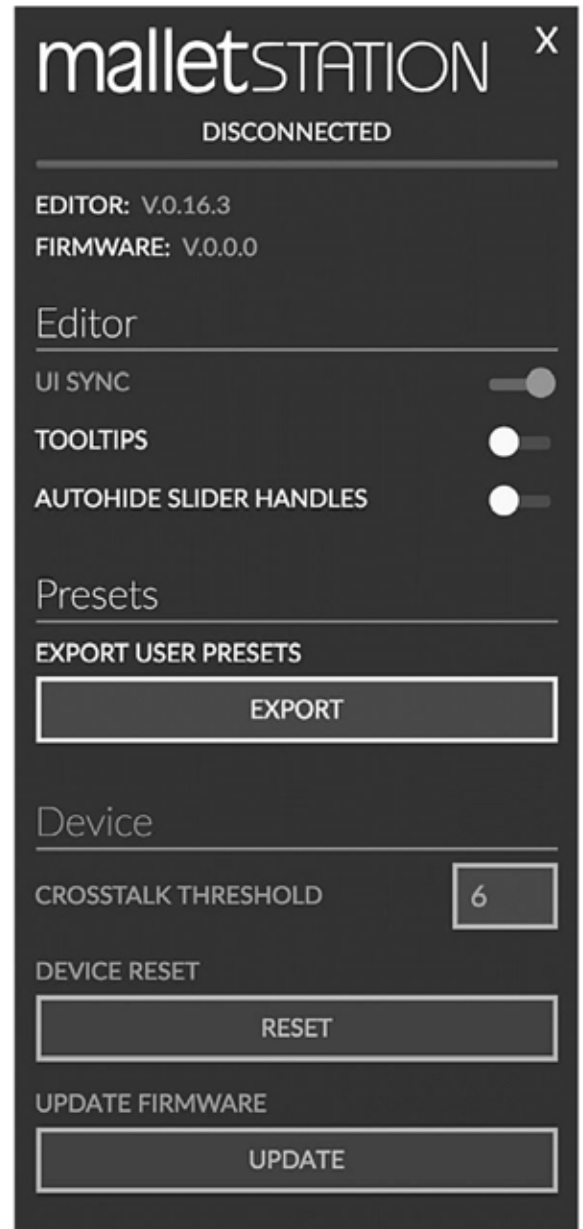 malletSTATION X
DISCONNECTED
EDITOR: V.0.16.3
FIRMWARE: V.0.0.0
Editor
UI SYNC
TOOLTIPS
AUTOHIDE SLIDER HANDLES
Presets
EXPORT USER PRESETS
EXPORT
Device
CROSSTALK THRESHOLD 6
DEVICE RESET
RESET
UPDATE FIRMWARE
UPDATE